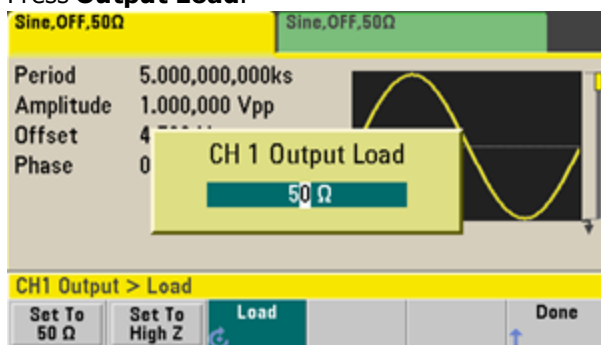 Press Output Load.
Sine,OFF,50Ω Sine,OFF,50Ω
Period 5.000,000,000ks
Amplitude 1.000,000 Vpp
Offset 4
Phase 0
CH 1 Output Load
50 Ω
CH1 Output > Load
Set To 50 Ω
Set To High Z
Load
Done